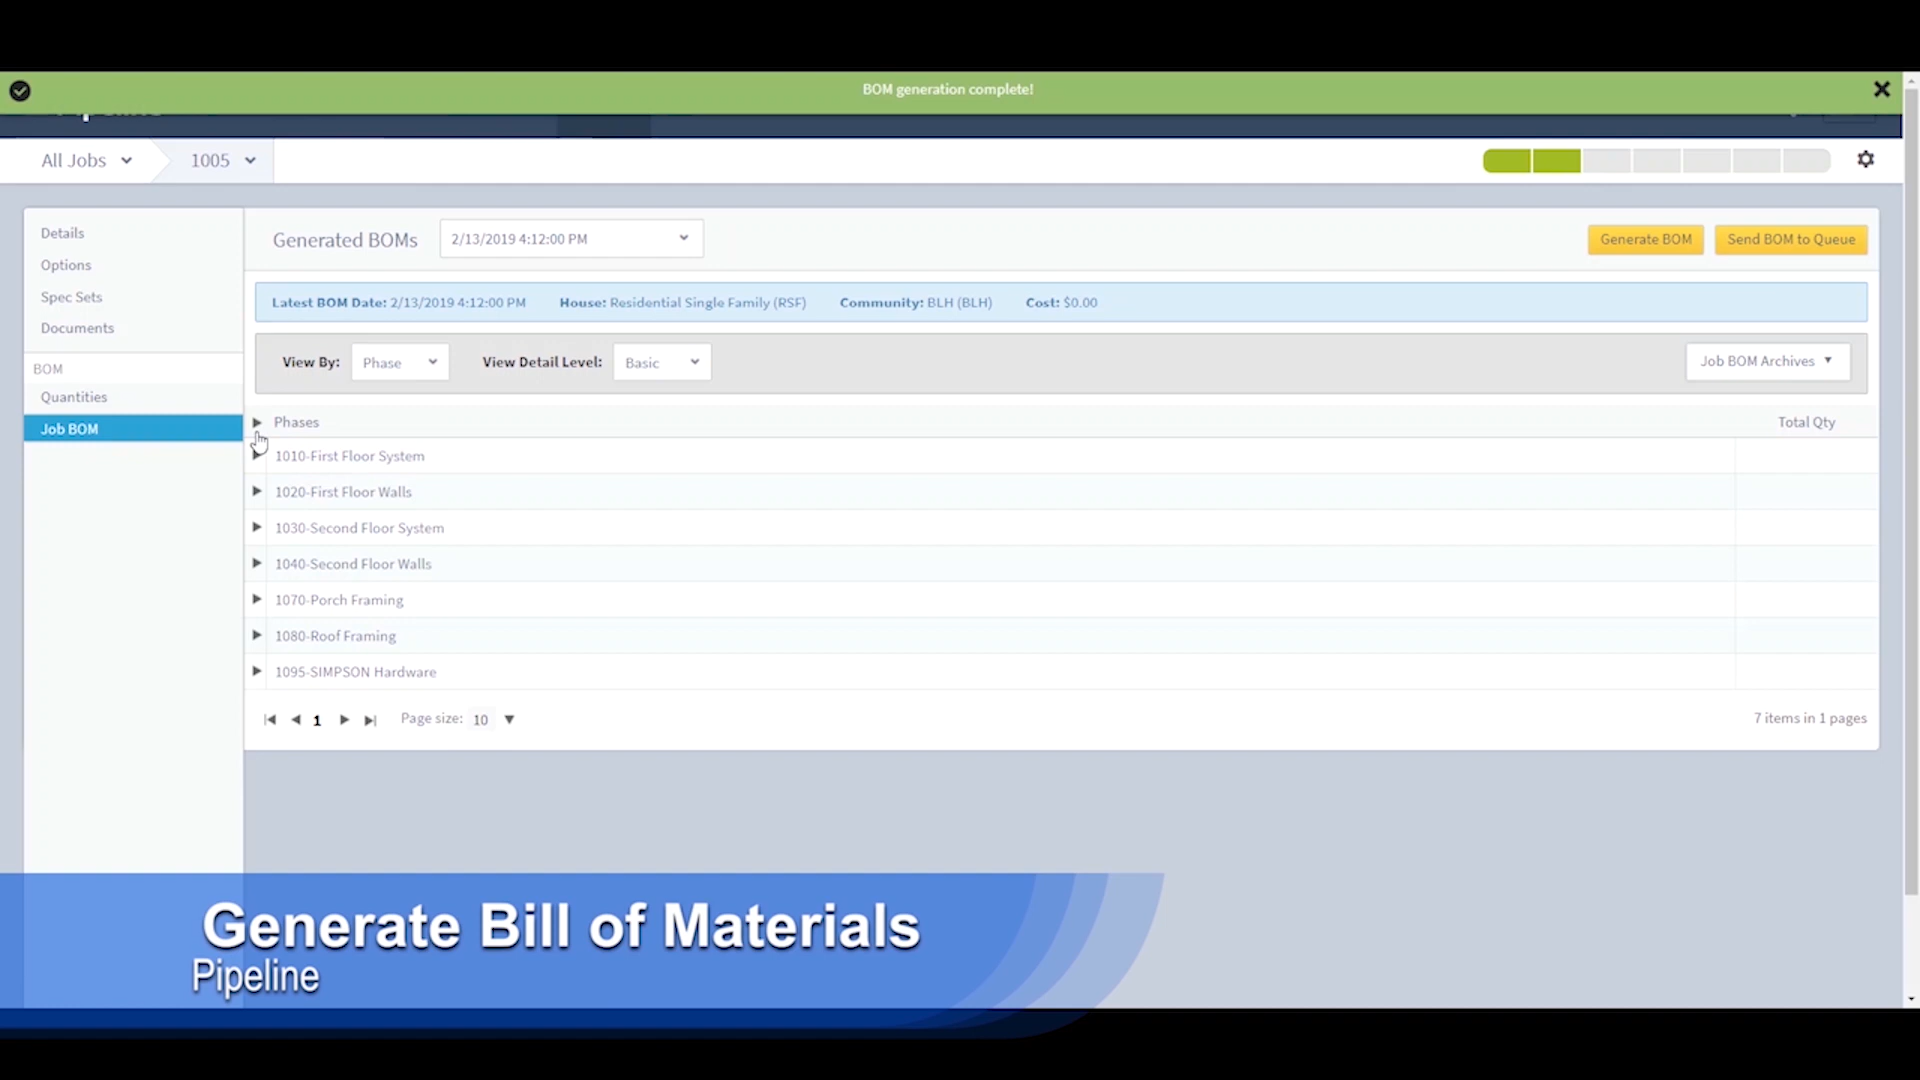 BOM generation complete!
All Jobs
1005
Details
Options
Spec Sets
Documents
BOM
Quantities
Job BOM
Generated BOMs
2/13/2019 4:12:00 PM
Generate BOM
Send BOM to Queue
Latest BOM Date: 2/13/2019 4:12:00 PM House: Residential Single Family (RSF) Community: BLH (BLH) Cost: $0.00
View By: Phase View Detail Level: Basic
Job BOM Archives
Phases Total Qty
1010-First Floor System
1020-First Floor Walls
1030-Second Floor System
1040-Second Floor Walls
1070-Porch Framing
1080-Roof Framing
1095-SIMPSON Hardware
1 Page size: 10 7 items in 1 pages
Generate Bill of Materials
Pipeline